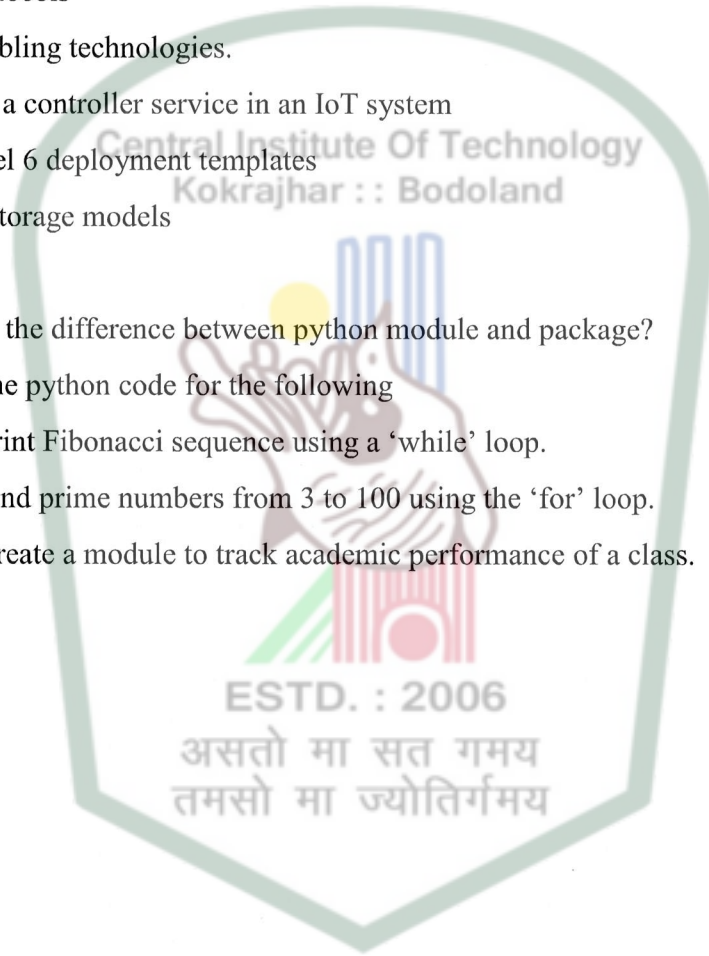 bling technologies.
a controller service in an IoT system
Central Institute Of Technology
el 6 deployment templates
Kokrajhar : : Bodoland
torage models
the difference between python module and package?
ne python code for the following
rint Fibonacci sequence using a ‘while’ loop.
nd prime numbers from 3 to 100 using the ‘for’ loop.
reate a module to track academic performance of a class.
ESTD. : 2006
असतो मा सत गमय
तमसो मा ज्योतिर्गमय